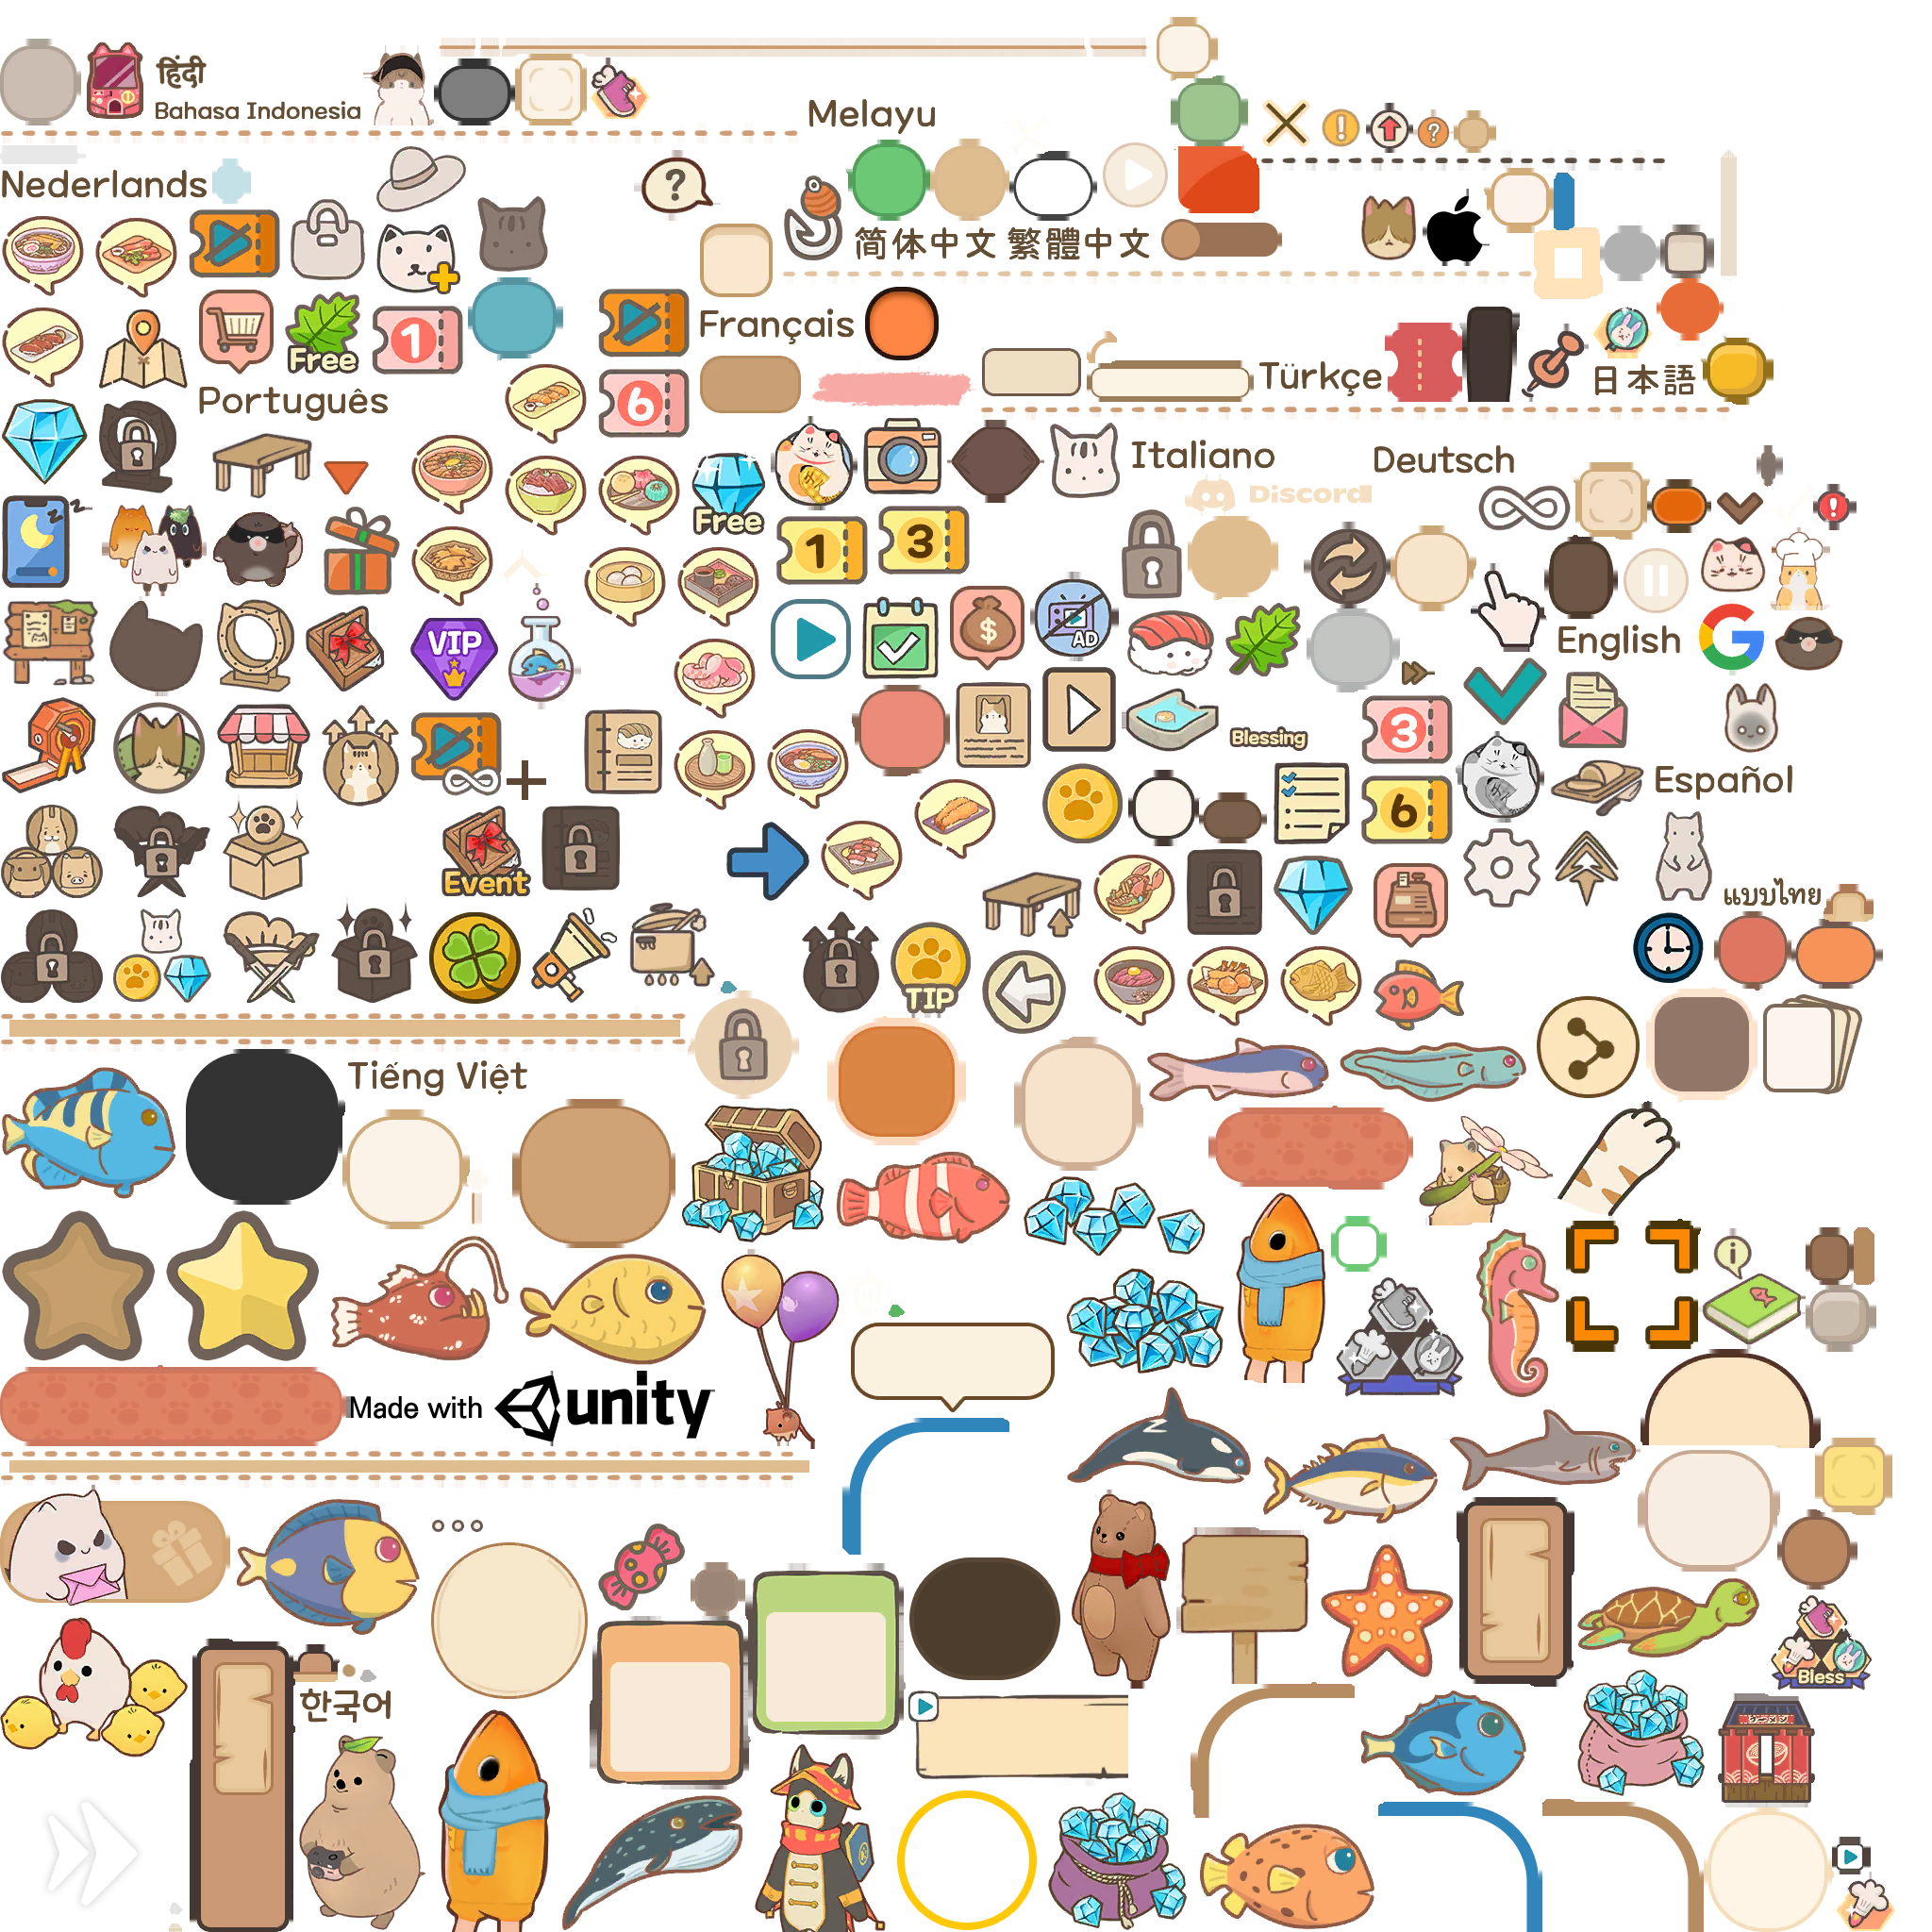 हिंदी
Bahasa Indonesia
Melayu
Nederlands
?
简体中文 繁體中文
Free
1
Français
Türkçe
日本語
Português
6
Free
Italiano
Deutsch
Discord
1
3
VIP
$
AD
English
3
Blessing
Español
6
Event
แบบไทย
TIP
Tiếng Việt
i
Made with unity
Bless
한국어